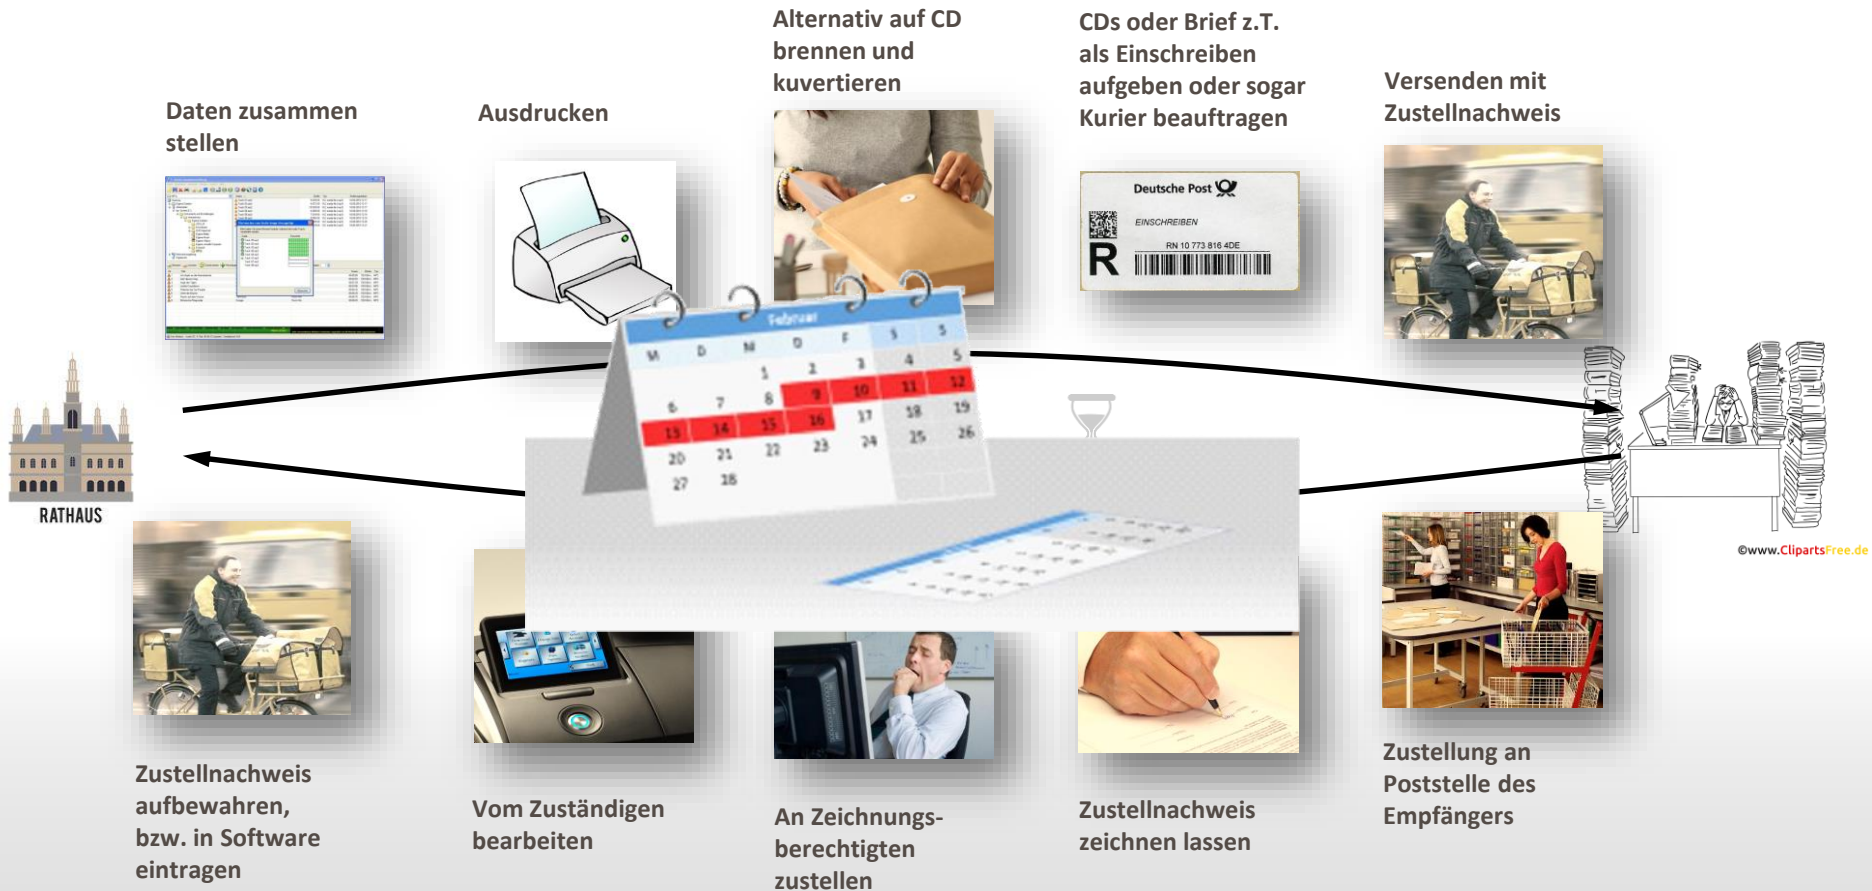 Alternativ auf CD
brennen und
kuvertieren
CDs oder Brief z.T.
als Einschreiben
aufgeben oder sogar
Kurier beauftragen
Versenden mit
Zustellnachweis
Daten zusammen
stellen
Ausdrucken
Deutsche Post
EINSCHREIBEN
R
RN 10 773 816 4DE
Februar
M D M D F S S
1 2 3 4 5
6 7 8 9 10 11 12
13 14 15 16 17 18 19
20 21 22 23 24 25 26
27 28
RATHAUS
©www.ClipartsFree.de
Zustellnachweis
aufbewahren,
bzw. in Software
eintragen
Vom Zuständigen
bearbeiten
An Zeichnungs-
berechtigten
zustellen
Zustellnachweis
zeichnen lassen
Zustellung an
Poststelle des
Empfängers